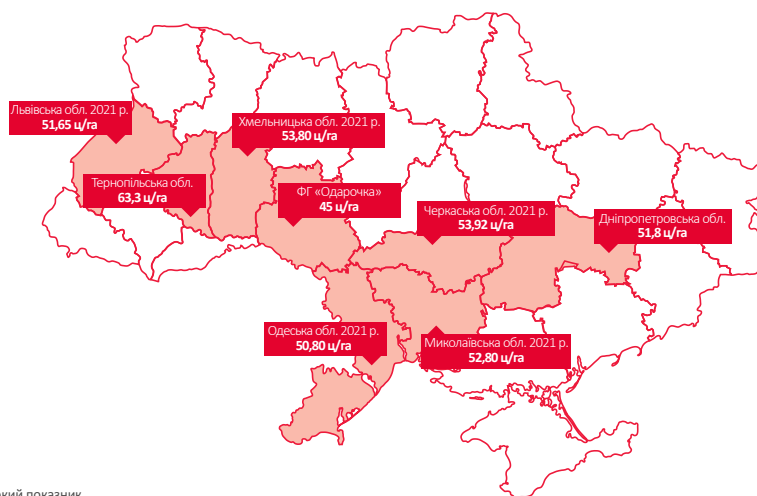 Львівська обл. 2021 р.
51,65 ц/га
Хмельницька обл. 2021 р.
53,80 ц/га
Тернопільська обл.
63,3 ц/га
ФГ «Одарочка»
45 ц/га
Черкаська обл. 2021 р.
53,92 ц/га
Дніпропетровська обл.
51,8 ц/га
Одеська обл. 2021 р.
50,80 ц/га
Миколаївська обл. 2021 р.
52,80 ц/га
показник